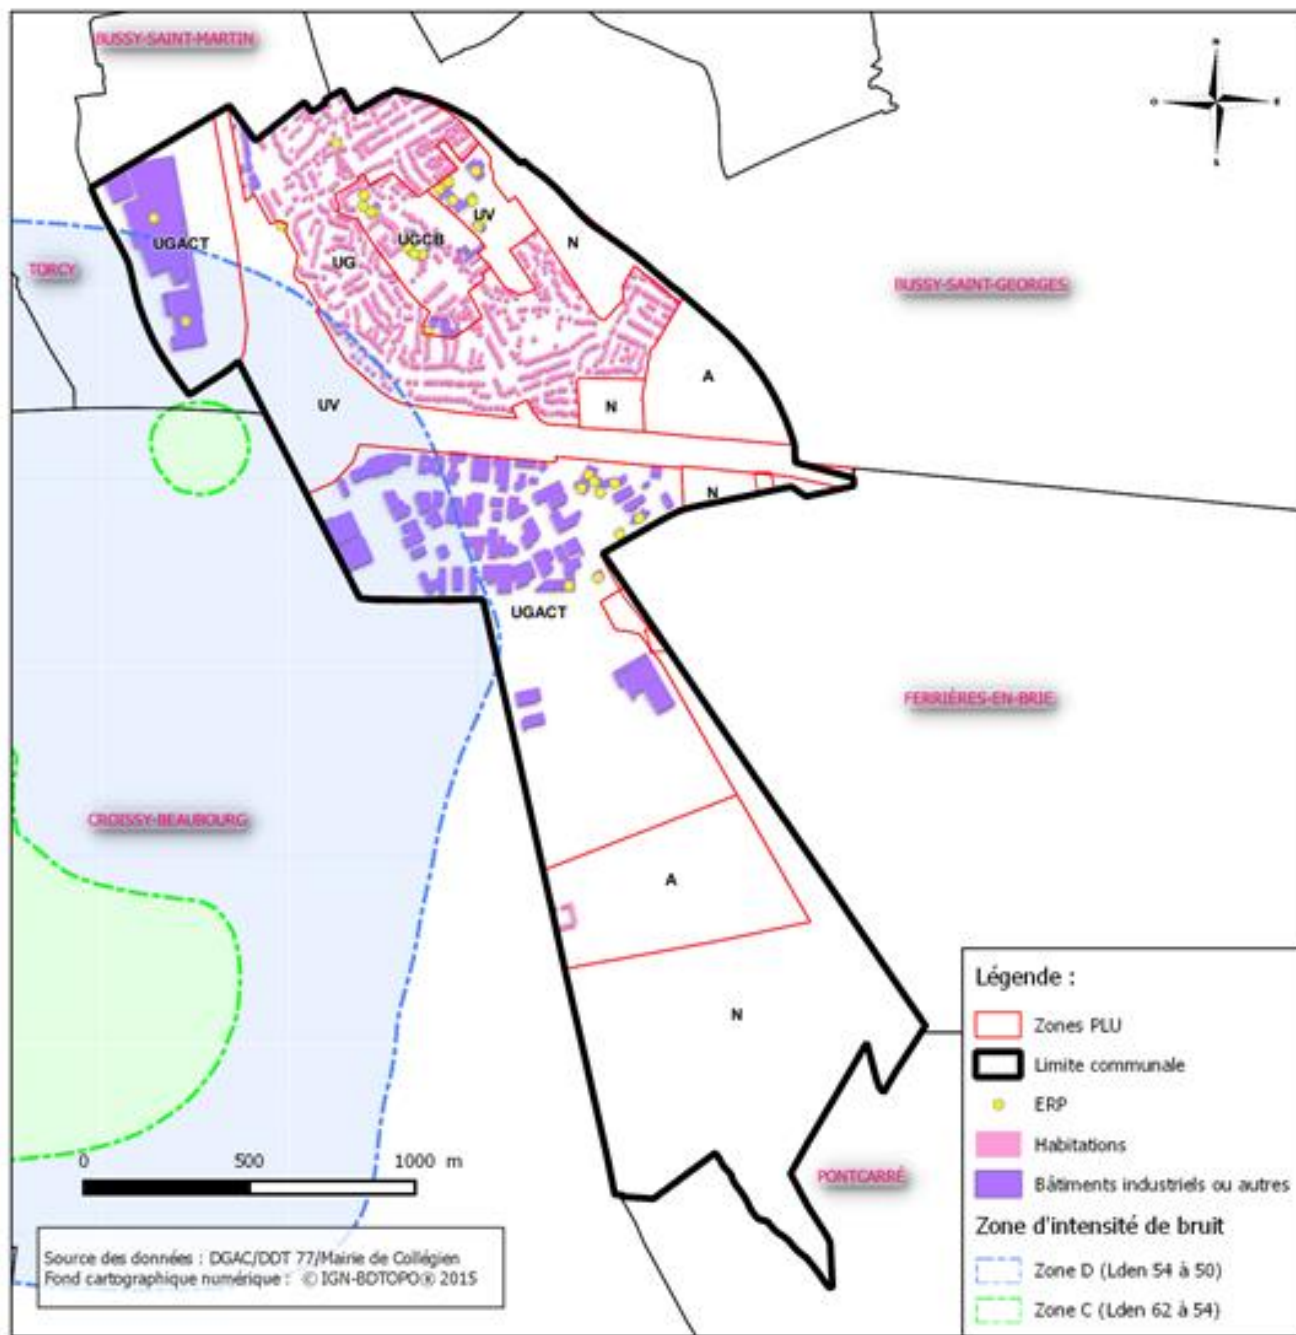 BUSSY-SAINT-MARTIN
N
O
E
S
UV
UGACT
UGCB
N
UG
TORCY
BUSSY-SAINT-GEORGES
A
UV
N
N
UGACT
FERRIÈRES-EN-BRIE
CROISSY-BEAUBOURG
A
N
PONTCARRÉ
0 500 1000 m
Source des données : DGAC/DDT 77/Mairie de Collégien
Fond cartographique numérique : © IGN-BDTOPO® 2015
Légende :
Zones PLU
Limite communale
ERP
Habitations
Bâtiments industriels ou autres
Zone d'intensité de bruit
Zone D (Lden 54 à 50)
Zone C (Lden 62 à 54)